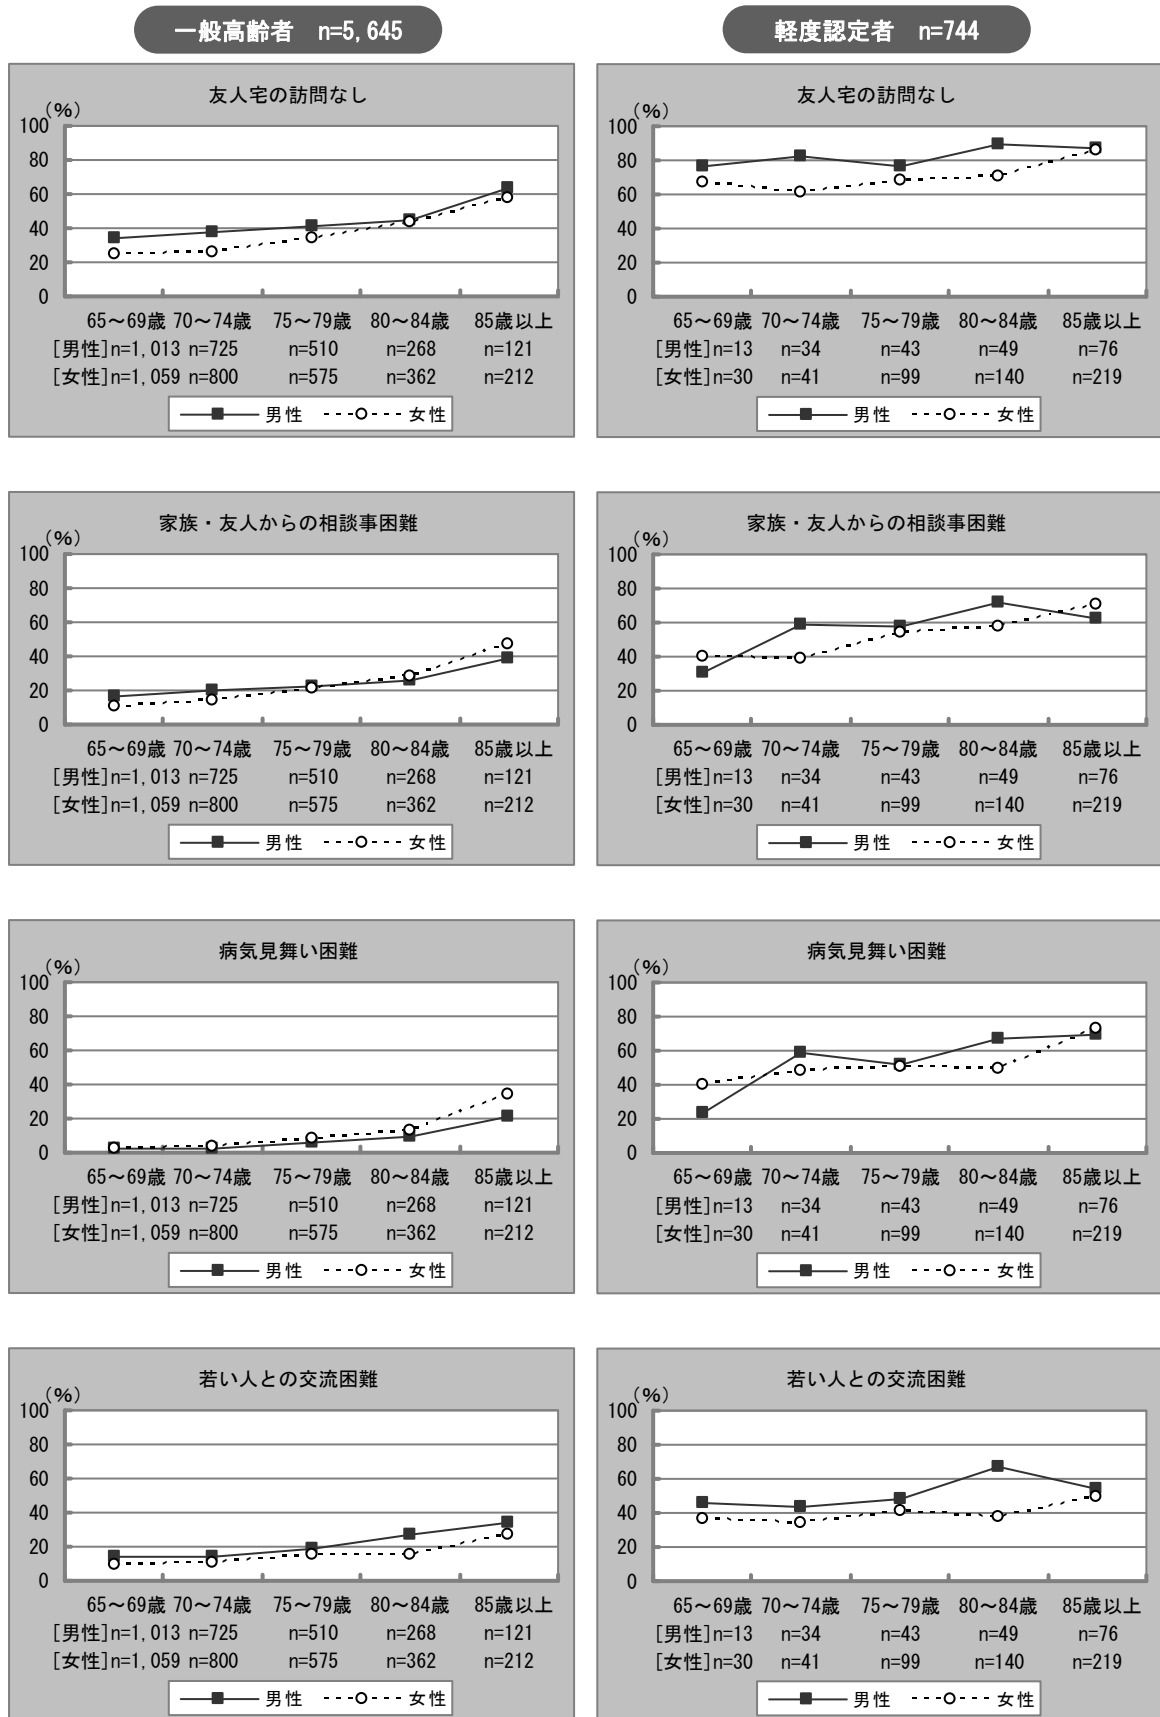 一般高齢者 n=5,645
軽度認定者 n=744
友人宅の訪問なし
(%)
100
80
60
40
20
0
65～69歳 70～74歳 75～79歳 80～84歳 85歳以上
[男性]n=1,013 n=725 n=510 n=268 n=121
[女性]n=1,059 n=800 n=575 n=362 n=212
男性 女性
友人宅の訪問なし
(%)
100
80
60
40
20
0
65～69歳 70～74歳 75～79歳 80～84歳 85歳以上
[男性]n=13 n=34 n=43 n=49 n=76
[女性]n=30 n=41 n=99 n=140 n=219
男性 女性
家族・友人からの相談事困難
(%)
100
80
60
40
20
0
65～69歳 70～74歳 75～79歳 80～84歳 85歳以上
[男性]n=1,013 n=725 n=510 n=268 n=121
[女性]n=1,059 n=800 n=575 n=362 n=212
男性 女性
家族・友人からの相談事困難
(%)
100
80
60
40
20
0
65～69歳 70～74歳 75～79歳 80～84歳 85歳以上
[男性]n=13 n=34 n=43 n=49 n=76
[女性]n=30 n=41 n=99 n=140 n=219
男性 女性
病気見舞い困難
(%)
100
80
60
40
20
0
65～69歳 70～74歳 75～79歳 80～84歳 85歳以上
[男性]n=1,013 n=725 n=510 n=268 n=121
[女性]n=1,059 n=800 n=575 n=362 n=212
男性 女性
病気見舞い困難
(%)
100
80
60
40
20
0
65～69歳 70～74歳 75～79歳 80～84歳 85歳以上
[男性]n=13 n=34 n=43 n=49 n=76
[女性]n=30 n=41 n=99 n=140 n=219
男性 女性
若い人との交流困難
(%)
100
80
60
40
20
0
65～69歳 70～74歳 75～79歳 80～84歳 85歳以上
[男性]n=1,013 n=725 n=510 n=268 n=121
[女性]n=1,059 n=800 n=575 n=362 n=212
男性 女性
若い人との交流困難
(%)
100
80
60
40
20
0
65～69歳 70～74歳 75～79歳 80～84歳 85歳以上
[男性]n=13 n=34 n=43 n=49 n=76
[女性]n=30 n=41 n=99 n=140 n=219
男性 女性